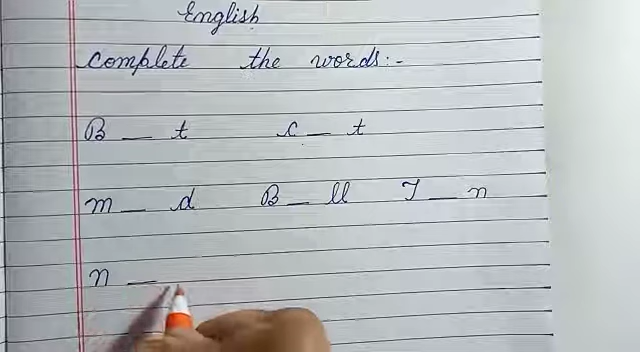 English
complete the words:-
B _ t c _ t
m _ d B _ ll J _ n
n _